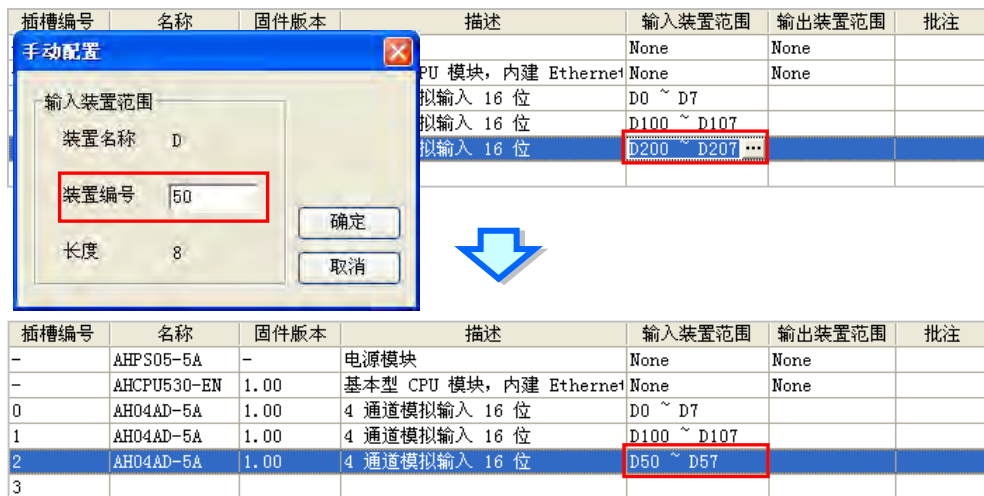 插槽编号 名称 固件版本 描述 输入装置范围 输出装置范围 批注
手动配置
None None
PU 模块，内建 Ethernet None None
拟输入 16 位 D0 ~ D7
拟输入 16 位 D100 ~ D107
拟输入 16 位 D200 ~ D207 ...
输入装置范围
装置名称 D
装置编号 50
长度 8
确定
取消
插槽编号 名称 固件版本 描述 输入装置范围 输出装置范围 批注
- AHPS05-5A - 电源模块 None None
- AHCPU530-EN 1.00 基本型 CPU 模块，内建 Ethernet None None
0 AH04AD-5A 1.00 4 通道模拟输入 16 位 D0 ~ D7
1 AH04AD-5A 1.00 4 通道模拟输入 16 位 D100 ~ D107
2 AH04AD-5A 1.00 4 通道模拟输入 16 位 D50 ~ D57
3